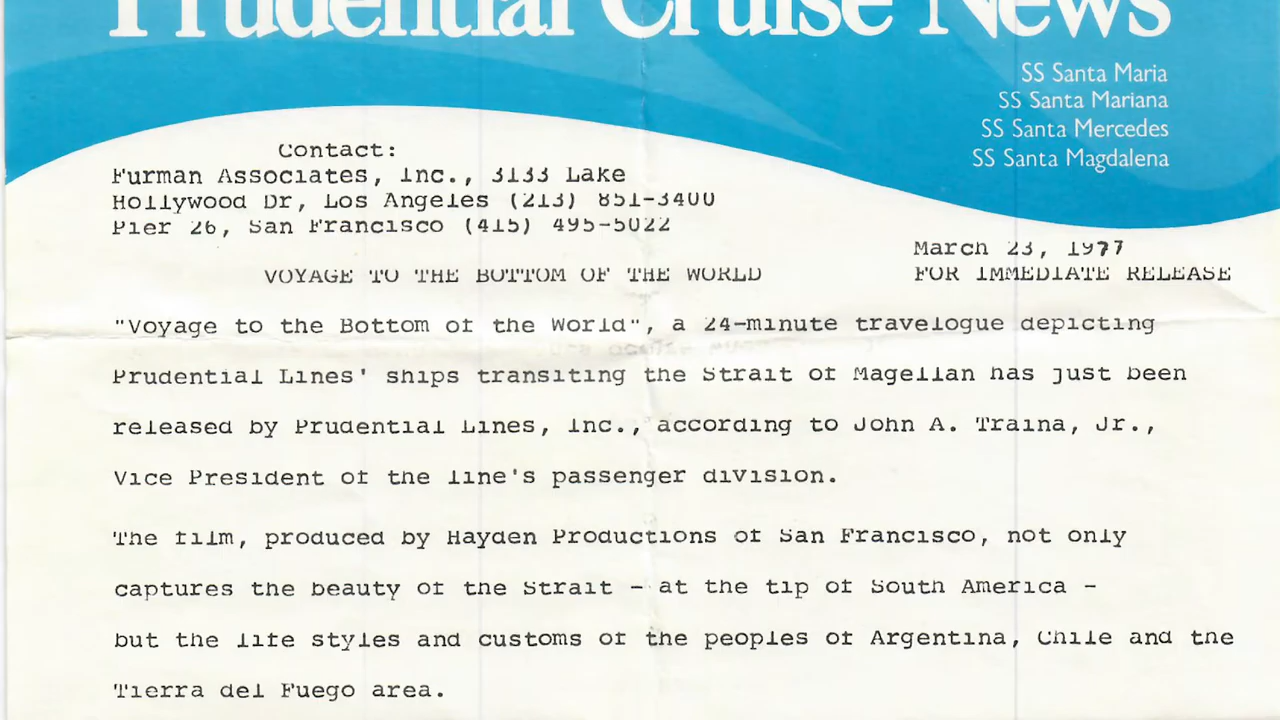 Prudential Cruise News
SS Santa Maria
SS Santa Mariana
SS Santa Mercedes
SS Santa Magdalena
Contact:
Furman Associates, Inc., 3133 Lake
Hollywood Dr, Los Angeles (213) 851-3400
Pier 26, San Francisco (415) 495-5022
March 23, 1977
VOYAGE TO THE BOTTOM OF THE WORLD
FOR IMMEDIATE RELEASE
"Voyage to the Bottom of the World", a 24-minute travelogue depicting
Prudential Lines' ships transiting the Strait of Magellan has just been
released by Prudential Lines, Inc., according to John A. Traina, Jr.,
Vice President of the line's passenger division.
The film, produced by Hayden Productions of San Francisco, not only
captures the beauty of the Strait - at the tip of South America -
but the life styles and customs of the peoples of Argentina, Chile and the
Tierra del Fuego area.